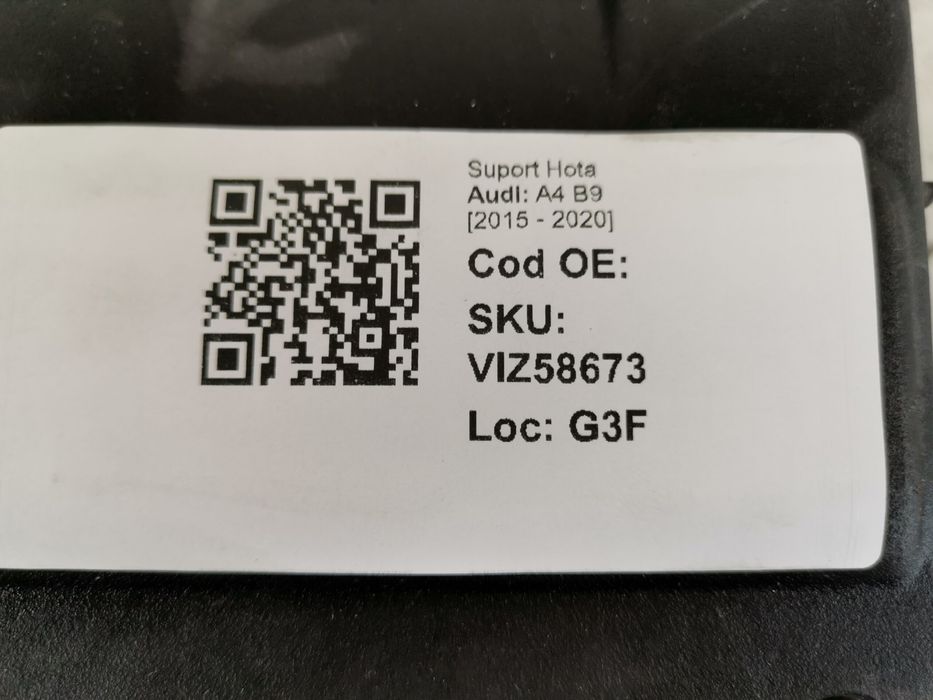 Suport Hota
Audi: A4 B9
[2015 - 2020]
Cod OE:
SKU:
VIZ58673
Loc: G3F